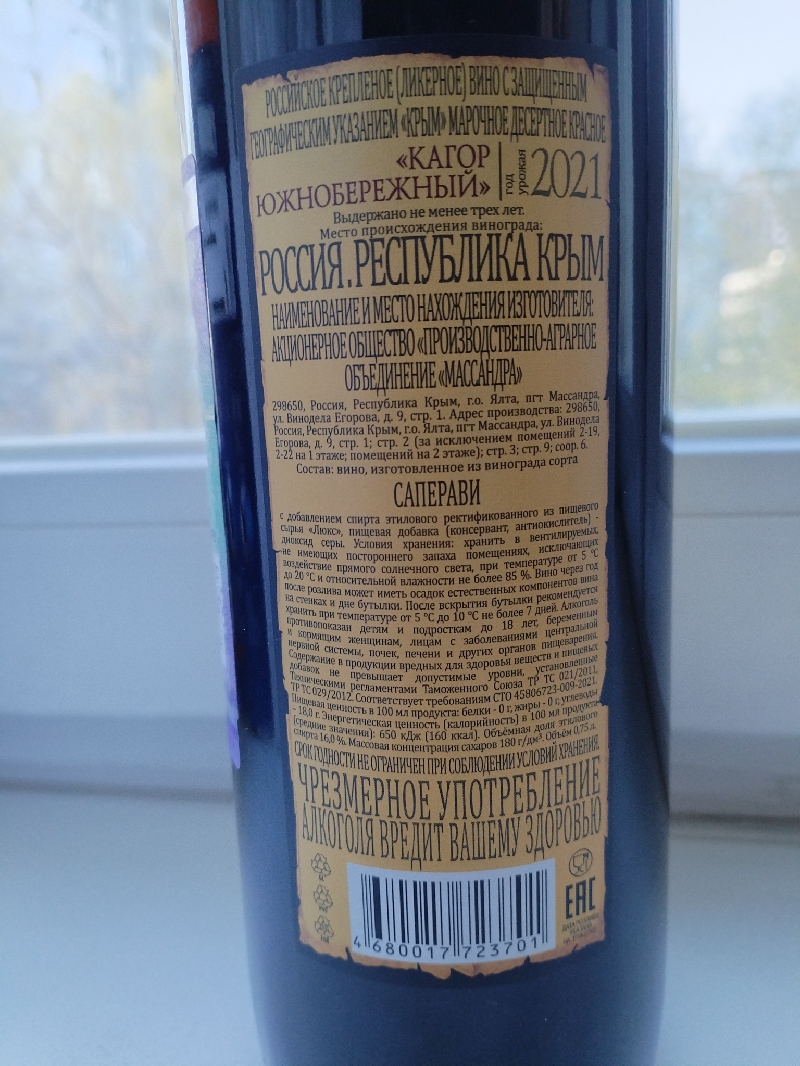 РОССИЙСКОЕ КРЕПЛЕНОЕ (ЛИКЕРНОЕ) ВИНО С ЗАЩИЩЕННЫМ
ГЕОГРАФИЧЕСКИМ УКАЗАНИЕМ «КРЫМ» МАРОЧНОЕ ДЕСЕРТНОЕ КРАСНОЕ
«КАГОР
ЮЖНОБЕРЕЖНЫЙ»
год
урожая
2021
Выдержано не менее трех лет.
Место происхождения винограда:
РОССИЯ. РЕСПУБЛИКА КРЫМ
НАИМЕНОВАНИЕ И МЕСТО НАХОЖДЕНИЯ ИЗГОТОВИТЕЛЯ:
АКЦИОНЕРНОЕ ОБЩЕСТВО «ПРОИЗВОДСТВЕННО-АГРАРНОЕ
ОБЪЕДИНЕНИЕ «МАССАНДРА»
298650, Россия, Республика Крым, г.о. Ялта, пгт Массандра,
ул. Винодела Егорова, д. 9, стр. 1. Адрес производства: 298650,
Россия, Республика Крым, г.о. Ялта, пгт Массандра, ул. Винодела
Егорова, д. 9, стр. 1; стр. 2 (за исключением помещений 2-19,
2-22 на 1 этаже; помещений на 2 этаже); стр. 3; стр. 9; соор. 6.
Состав: вино, изготовленное из винограда сорта
САПЕРАВИ
с добавлением спирта этилового ректификованного из пищевого
сырья «Люкс», пищевая добавка (консервант, антиокислитель) -
диоксид серы. Условия хранения: хранить в вентилируемых,
не имеющих постороннего запаха помещениях, исключающих
воздействие прямого солнечного света, при температуре от 5 °С
до 20 °С и относительной влажности не более 85 %. Вино через год
после розлива может иметь осадок естественных компонентов вина
на стенках и дне бутылки. После вскрытия бутылки рекомендуется
хранить при температуре от 5 °С до 10 °С не более 7 дней. Алкоголь
противопоказан детям и подросткам до 18 лет, беременным
и кормящим женщинам, лицам с заболеваниями центральной
нервной системы, почек, печени и других органов пищеварения.
Содержание в продукции вредных для здоровья веществ и пищевых
добавок не превышает допустимые уровни, установленные
Техническими регламентами Таможенного Союза ТР ТС 021/2011,
ТР ТС 029/2012. Соответствует требованиям СТО 45806723-009-2021.
Пищевая ценность в 100 мл продукта: белки - 0 г, жиры - 0 г, углеводы
- 18,0 г. Энергетическая ценность (калорийность) в 100 мл продукта
(средние значения): 650 кДж (160 ккал). Объёмная доля этилового
спирта 16,0 %. Массовая концентрация сахаров 180 г/дм³. Объём 0,75 л.
СРОК ГОДНОСТИ НЕ ОГРАНИЧЕН ПРИ СОБЛЮДЕНИИ УСЛОВИЙ ХРАНЕНИЯ.
ЧРЕЗМЕРНОЕ УПОТРЕБЛЕНИЕ
АЛКОГОЛЯ ВРЕДИТ ВАШЕМУ ЗДОРОВЬЮ
EAC
4 680017 723701